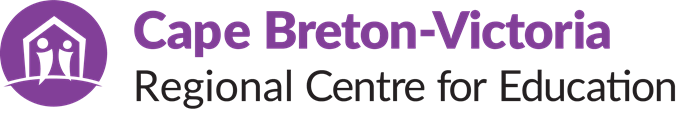 Cape Breton-Victoria
Regional Centre for Education